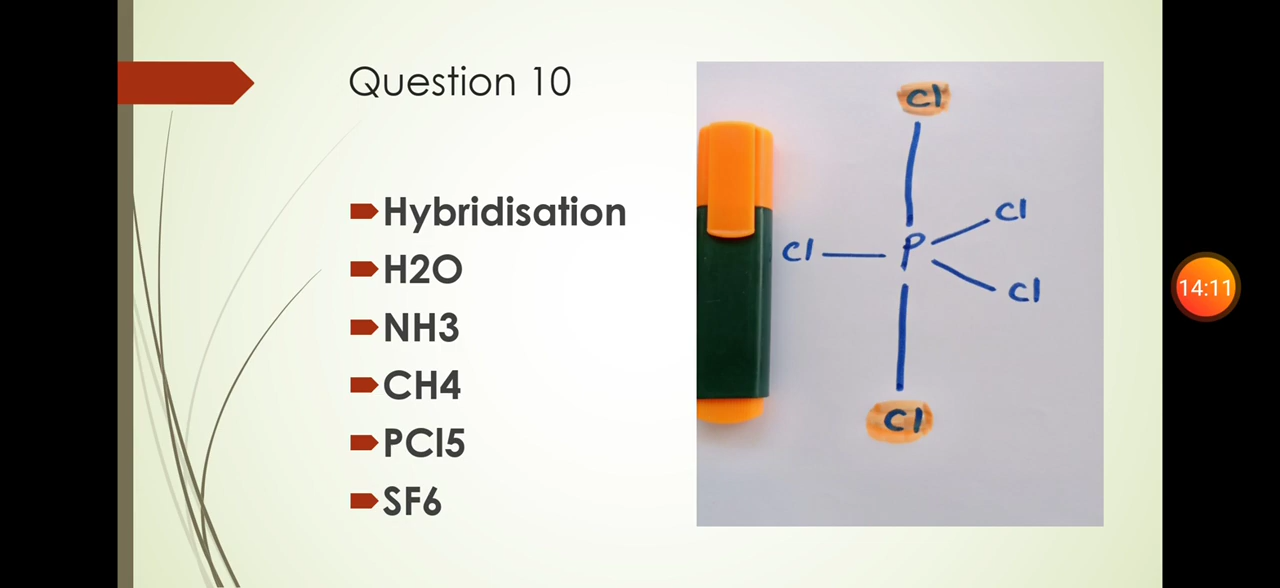 Question 10
Hybridisation
H2O
NH3
CH4
PCl5
SF6
Cl
Cl
Cl — P
Cl
Cl
14:11